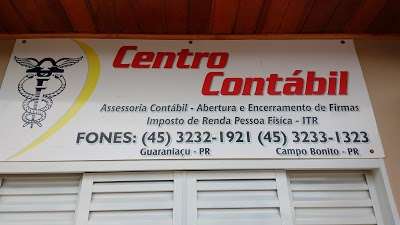 Centro
Contábil
Assessoria Contábil - Abertura e Encerramento de Firmas
Imposto de Renda Pessoa Física - ITR
FONES: (45) 3232-1921 (45) 3233-1323
Guaraniaçu - PR Campo Bonito - PR